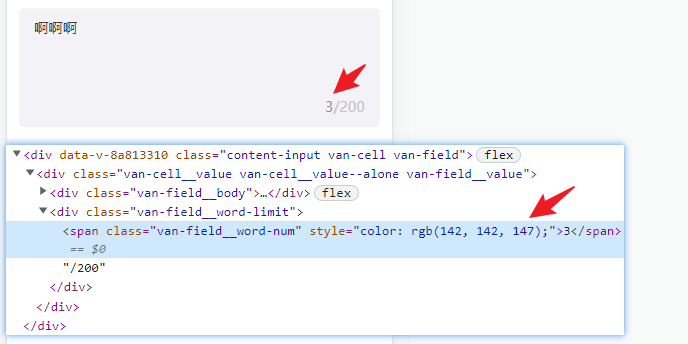 啊啊啊
3/200
<div data-v-8a813310 class="content-input van-cell van-field"> flex
<div class="van-cell__value van-cell__value--alone van-field__value">
<div class="van-field__body">…</div> flex
<div class="van-field__word-limit">
<span class="van-field__word-num" style="color: rgb(142, 142, 147);">3</span>
== $0
"/200"
</div>
</div>
</div>